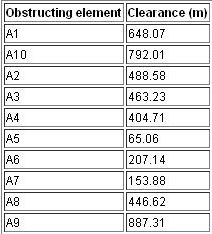 Obstructing element Clearance (m)
A1 648.07
A10 792.01
A2 488.58
A3 463.23
A4 404.71
A5 65.06
A6 207.14
A7 153.88
A8 446.62
A9 887.31